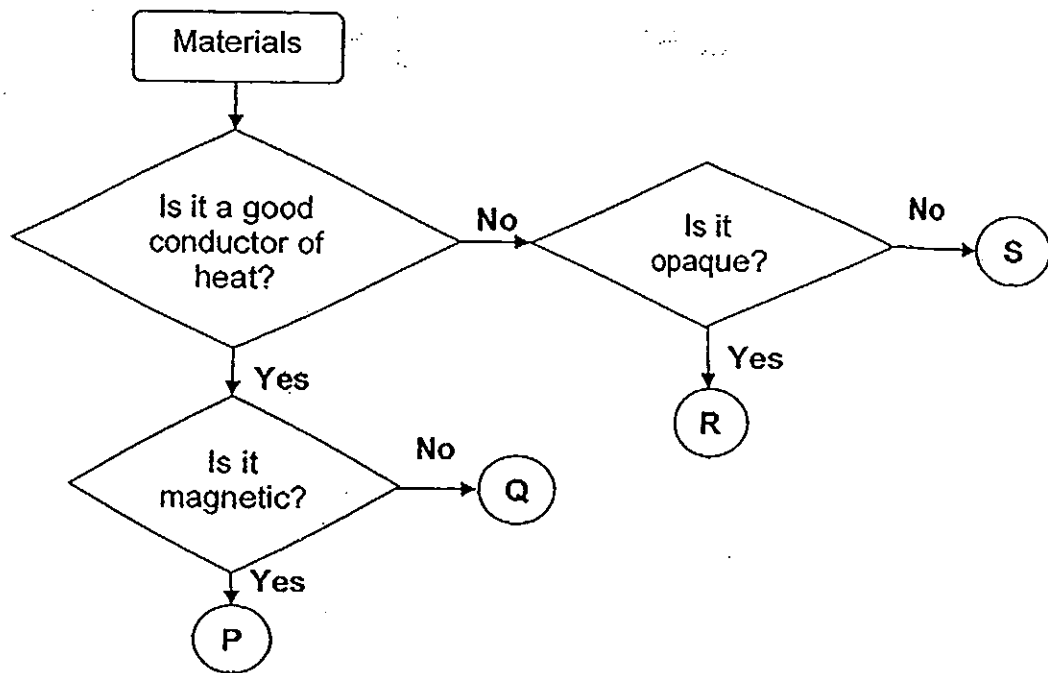 Materials
Is it a good
conductor of
heat?
No
Is it
opaque?
No
S
Yes
R
Yes
Is it
magnetic?
No
Q
Yes
P